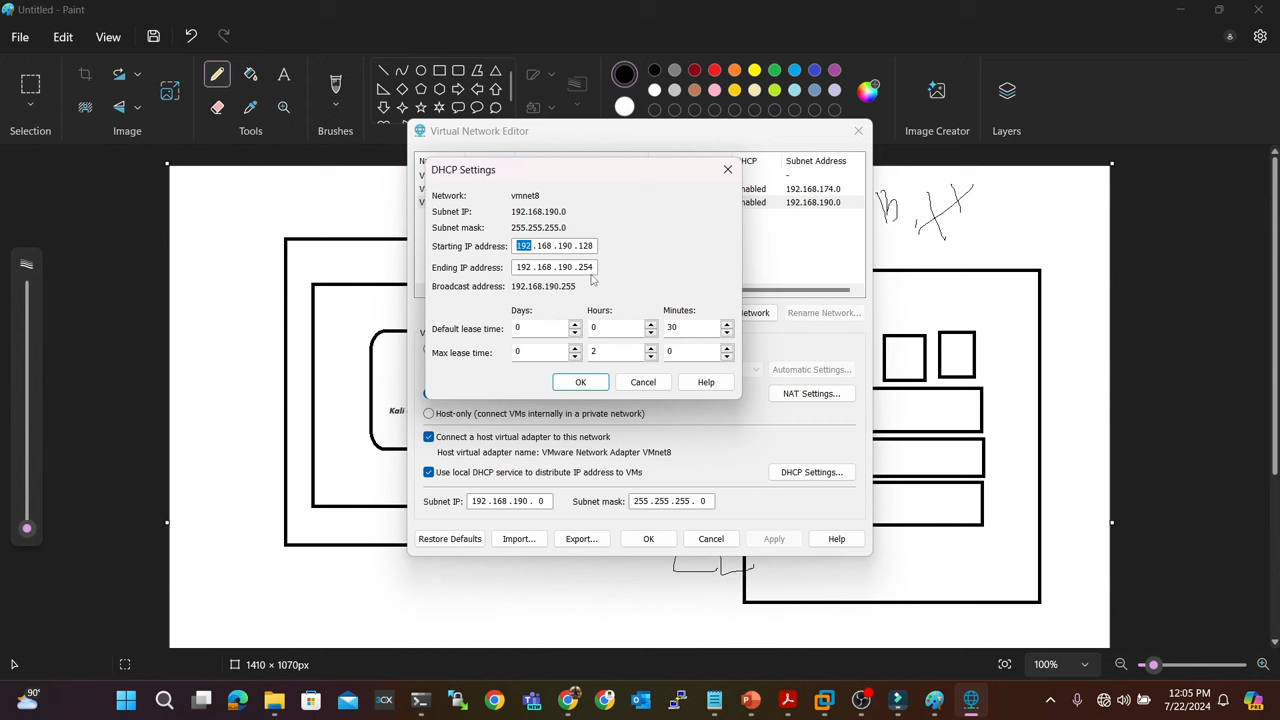 Untitled - Paint
File Edit View
Selection
Image
Tools
Brushes
Shapes
Image Creator
Layers
Virtual Network Editor
HCP Subnet Address
-
nabled 192.168.174.0
nabled 192.168.190.0
DHCP Settings
Network: vmnet8
Subnet IP: 192.168.190.0
Subnet mask: 255.255.255.0
Starting IP address: 192 .168 .190 .128
Ending IP address: 192 .168 .190 .254
Broadcast address: 192.168.190.255
Days: Hours: Minutes:
Default lease time: 0 0 30
Max lease time: 0 2 0
OK Cancel Help
etwork Rename Network...
Automatic Settings...
NAT Settings...
Kali
Host-only (connect VMs internally in a private network)
Connect a host virtual adapter to this network
Host virtual adapter name: VMware Network Adapter VMnet8
Use local DHCP service to distribute IP address to VMs
DHCP Settings...
Subnet IP: 192 .168 .190 . 0 Subnet mask: 255 .255 .255 . 0
Restore Defaults Import... Export... OK Cancel Apply Help
1410 × 1070px
100%
90°
12:05 PM
7/22/2024